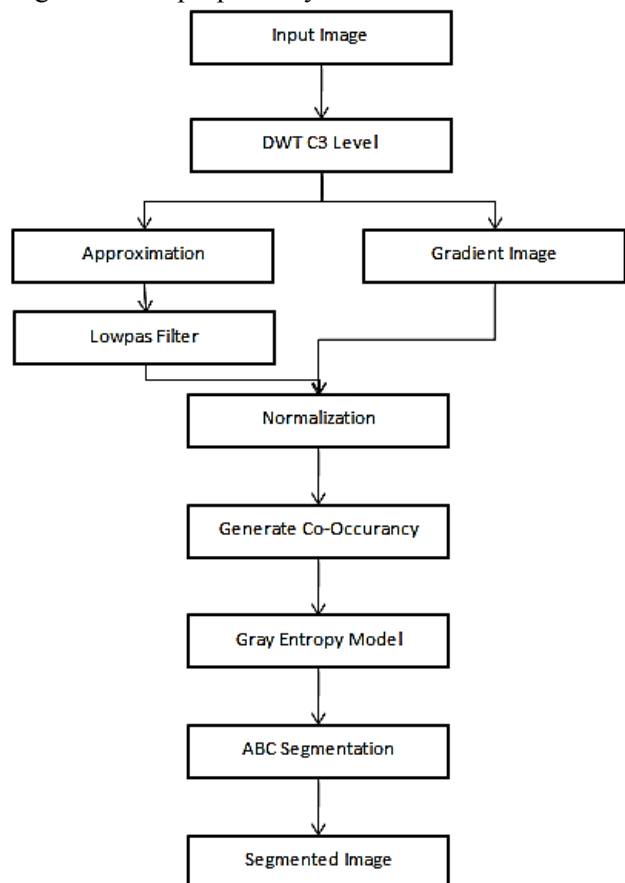 Input Image
DWT C3 Level
Approximation
Gradient Image
Lowpas Filter
Normalization
Generate Co-Occurancy
Gray Entropy Model
ABC Segmentation
Segmented Image